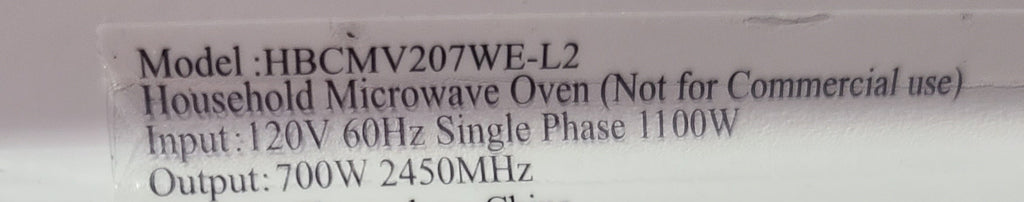 Model :HBCMV207WE-L2
Household Microwave Oven (Not for Commercial use)
Input:120V 60Hz Single Phase 1100W
Output: 700W 2450MHz